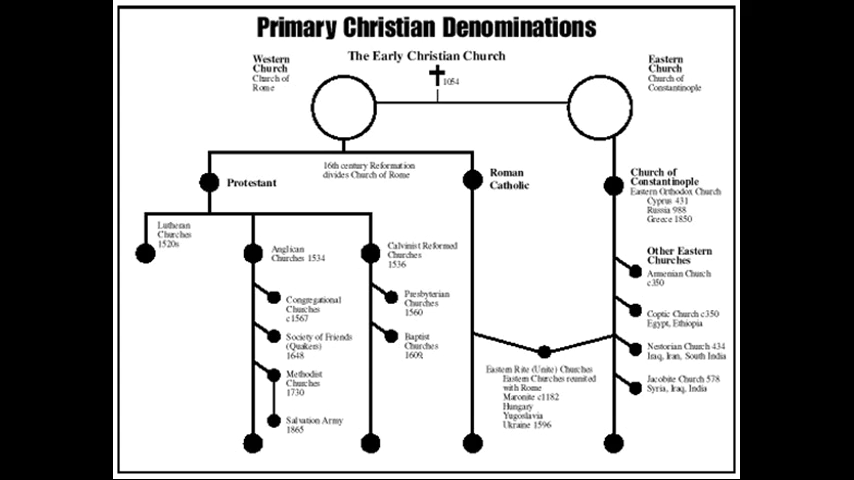 Primary Christian Denominations
The Early Christian Church
1054
Western
Church
Church of
Rome
Eastern
Church
Church of
Constantinople
16th century Reformation
divides Church of Rome
Protestant
Roman
Catholic
Church of
Constantinople
Eastern Orthodox Church
Cyprus 431
Russia 988
Greece 1850
Lutheran
Churches
1520s
Anglican
Churches 1534
Calvinist Reformed
Churches
1536
Other Eastern
Churches
Armenian Church
c350
Congregational
Churches
c1567
Presbyterian
Churches
1560
Coptic Church c350
Egypt, Ethiopia
Society of Friends
(Quakers)
1648
Baptist
Churches
1609
Nestorian Church 434
Iraq, Iran, South India
Methodist
Churches
1730
Eastern Rite (Unite) Churches
Eastern Churches reunited
with Rome
Maronite c1182
Hungary
Yugoslavia
Ukraine 1596
Jacobite Church 578
Syria, Iraq, India
Salvation Army
1865